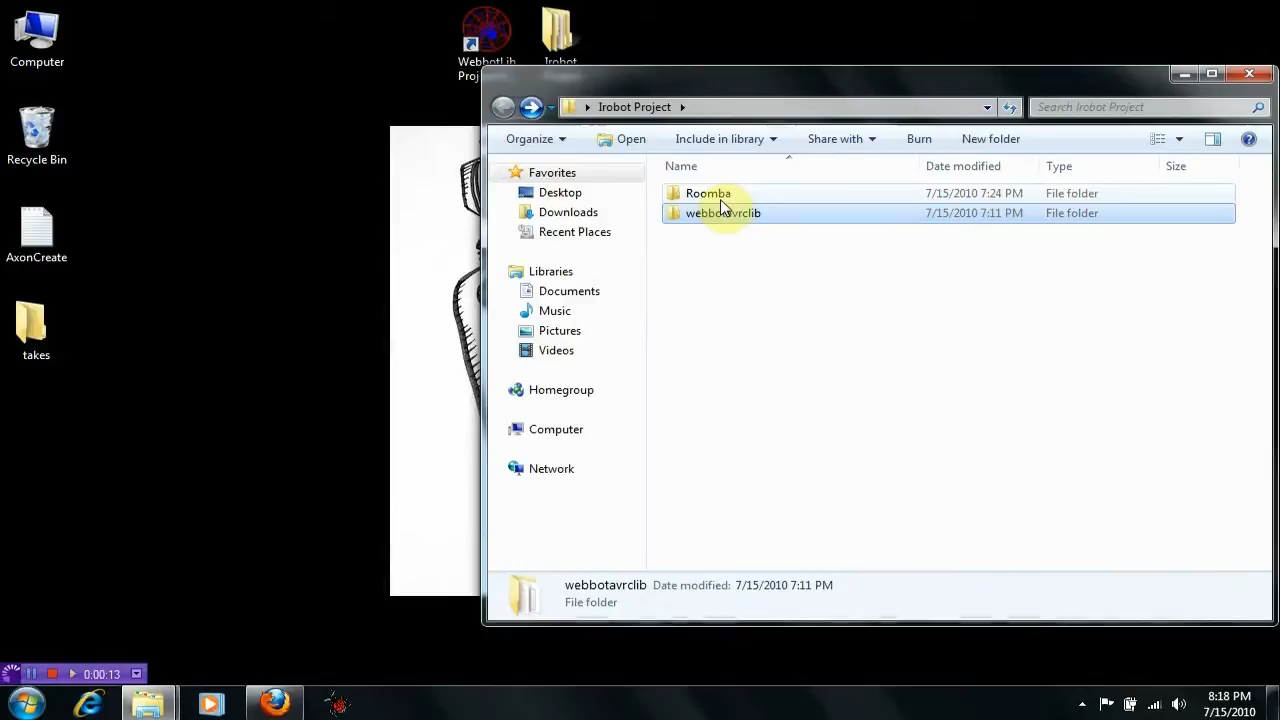 Computer
Recycle Bin
AxonCreate
takes
WebbotLib
Proj
Irobot
Irobot Project
Search Irobot Project
Organize Open Include in library Share with Burn New folder
Name Date modified Type Size
Roomba 7/15/2010 7:24 PM File folder
webbotavrclib 7/15/2010 7:11 PM File folder
Favorites
Desktop
Downloads
Recent Places
Libraries
Documents
Music
Pictures
Videos
Homegroup
Computer
Network
webbotavrclib Date modified: 7/15/2010 7:11 PM
File folder
0:00:13
8:18 PM
7/15/2010